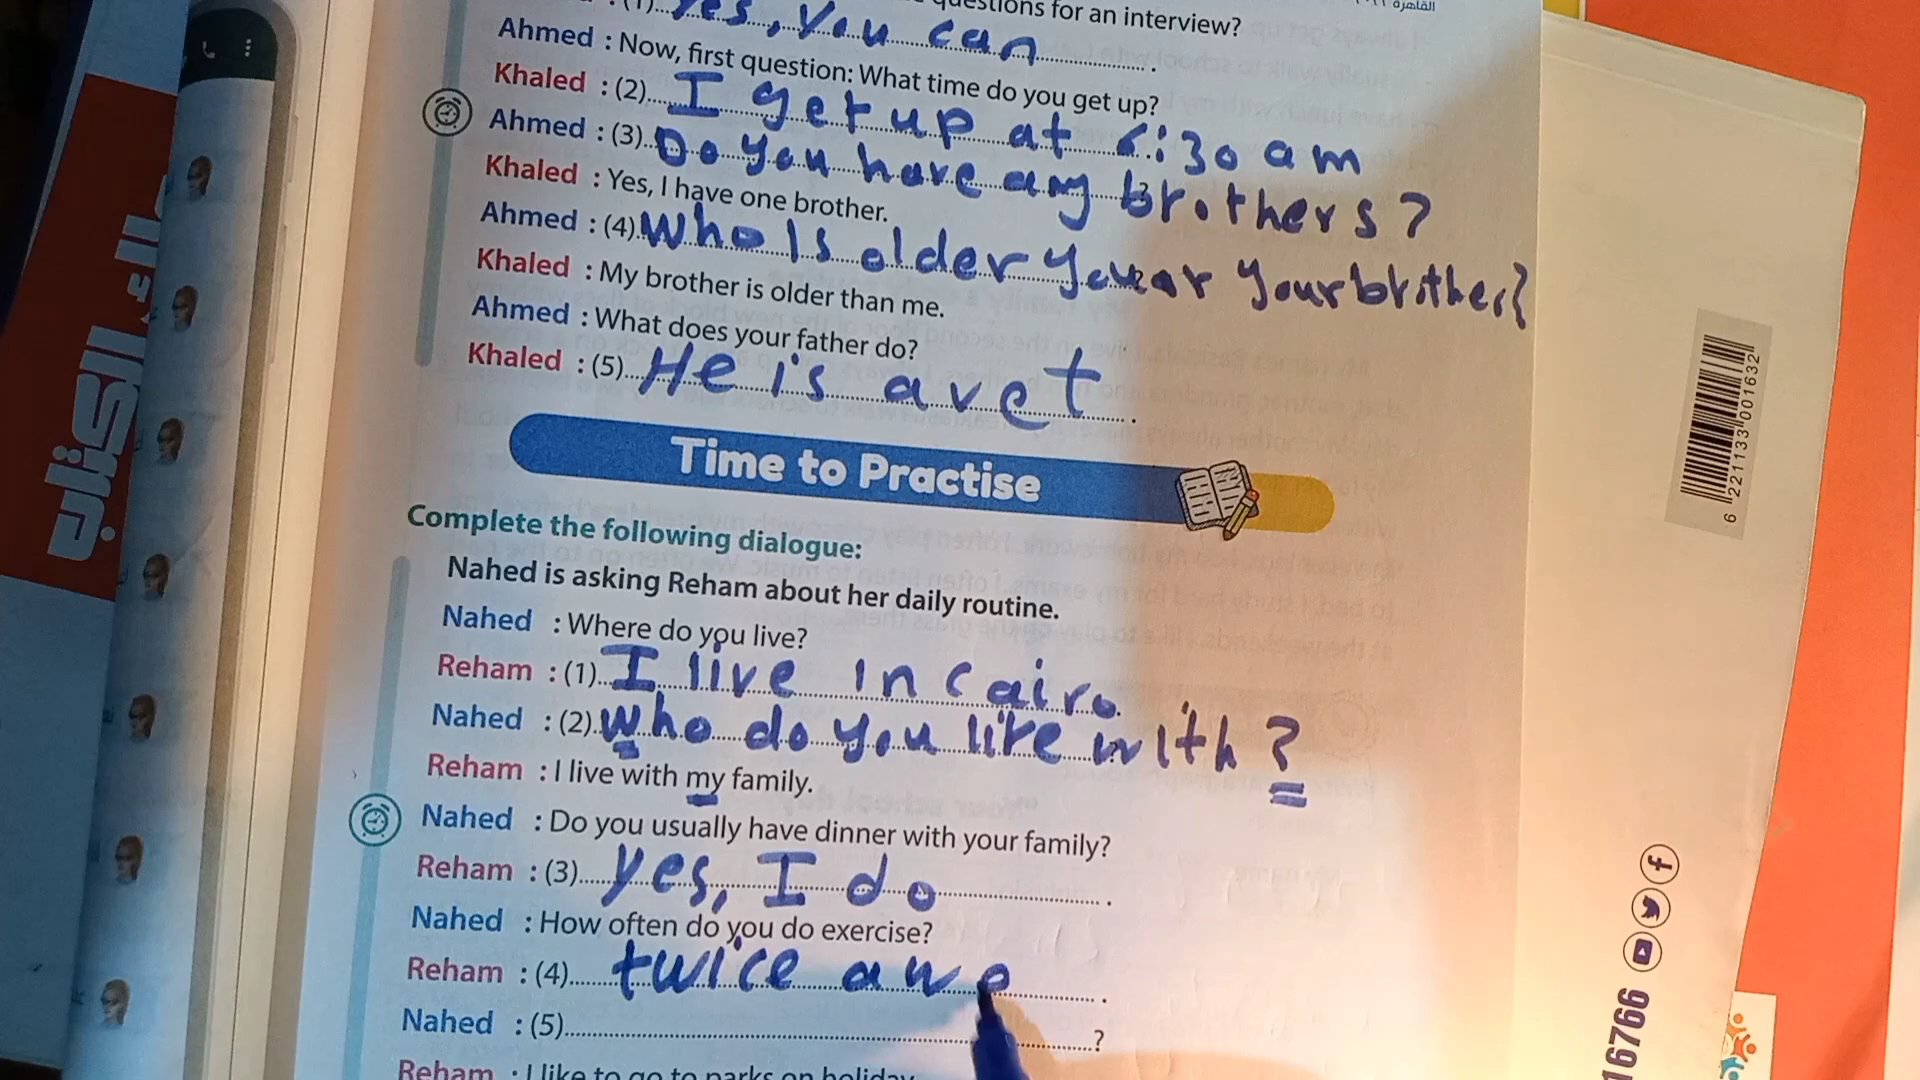 القاهرة
questions for an interview?
: (1) Yes, you can .
Ahmed : Now, first question: What time do you get up?
Khaled : (2) I get up at 6:30 am
Ahmed : (3) Do you have any brothers?
Khaled : Yes, I have one brother.
Ahmed : (4) Who Is older you or your brother?
Khaled : My brother is older than me.
Ahmed : What does your father do?
Khaled : (5) He is a vet .
Time to Practise
Complete the following dialogue:
Nahed is asking Reham about her daily routine.
Nahed : Where do you live?
Reham : (1) I live in Cairo.
Nahed : (2) Who do you live with ?
Reham : I live with my family.
Nahed : Do you usually have dinner with your family?
Reham : (3) yes, I do .
Nahed : How often do you do exercise?
Reham : (4) twice a we .
Nahed : (5) ?
Reham : I like to go to parks on holiday
6 221133 001632
16766